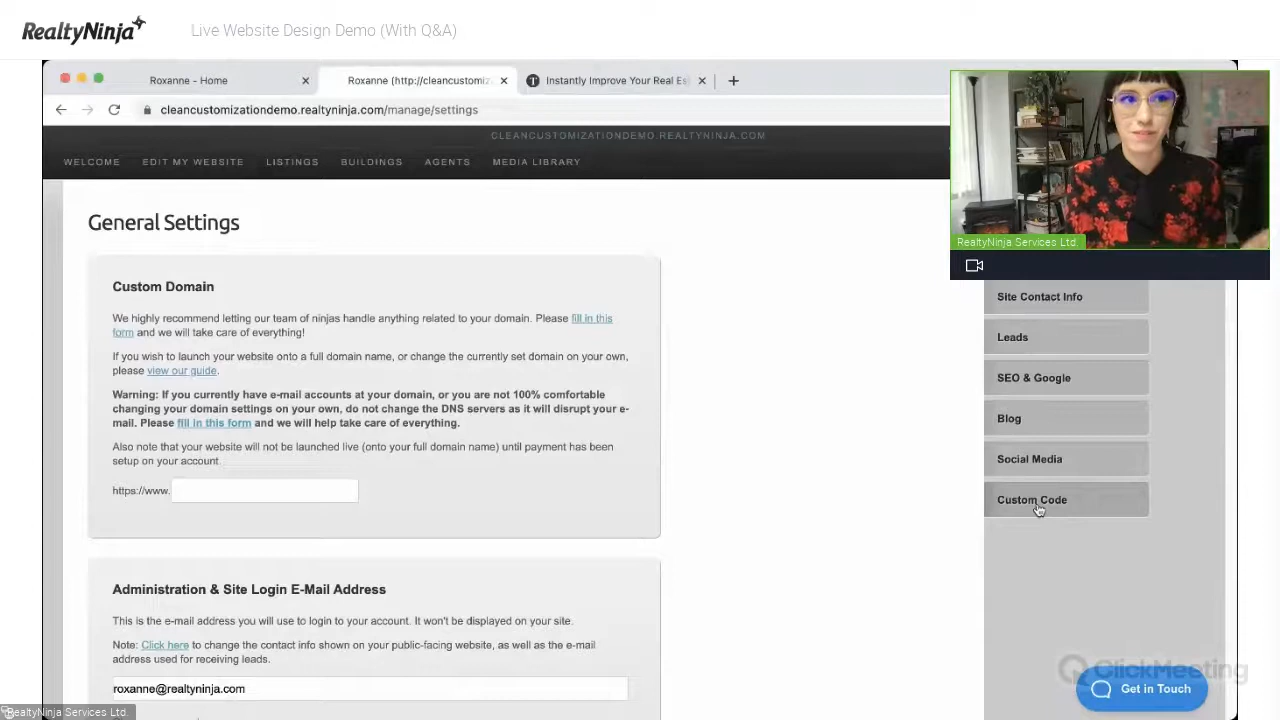 RealtyNinja
Live Website Design Demo (With Q&A)
Roxanne - Home
Roxanne (http://cleancustomiz
Instantly Improve Your Real Es
cleancustomizationdemo.realtyninja.com/manage/settings
CLEANCUSTOMIZATIONDEMO.REALTYNINJA.COM
WELCOME
EDIT MY WEBSITE
LISTINGS
BUILDINGS
AGENTS
MEDIA LIBRARY
RealtyNinja Services Ltd.
General Settings
Custom Domain
We highly recommend letting our team of ninjas handle anything related to your domain. Please fill in this
form and we will take care of everything!
If you wish to launch your website onto a full domain name, or change the currently set domain on your own,
please view our guide.
Warning: If you currently have e-mail accounts at your domain, or you are not 100% comfortable
changing your domain settings on your own, do not change the DNS servers as it will disrupt your e-
mail. Please fill in this form and we will help take care of everything.
Also note that your website will not be launched live (onto your full domain name) until payment has been
setup on your account.
https://www.
Administration & Site Login E-Mail Address
This is the e-mail address you will use to login to your account. It won't be displayed on your site.
Note: Click here to change the contact info shown on your public-facing website, as well as the e-mail
address used for receiving leads.
roxanne@realtyninja.com
Site Contact Info
Leads
SEO & Google
Blog
Social Media
Custom Code
ClickMeeting
Get in Touch
RealtyNinja Services Ltd.